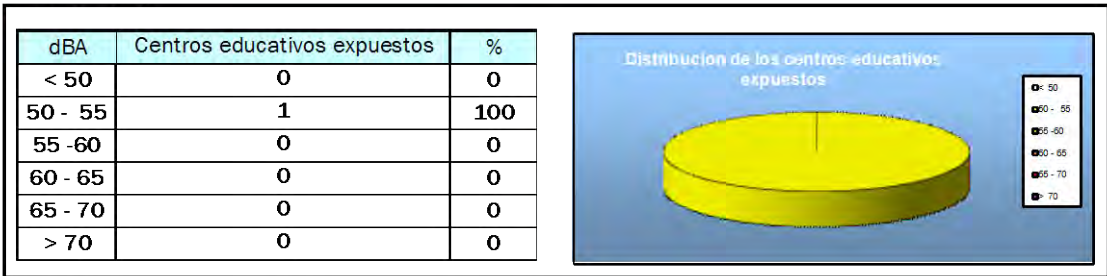 dBA Centros educativos expuestos %
< 50 0 0
50 - 55 1 100
55 -60 0 0
60 - 65 0 0
65 - 70 0 0
> 70 0 0
Distribucion de los centros educativos
expuestos
< 50
50 - 55
55 -60
60 - 65
65 - 70
> 70